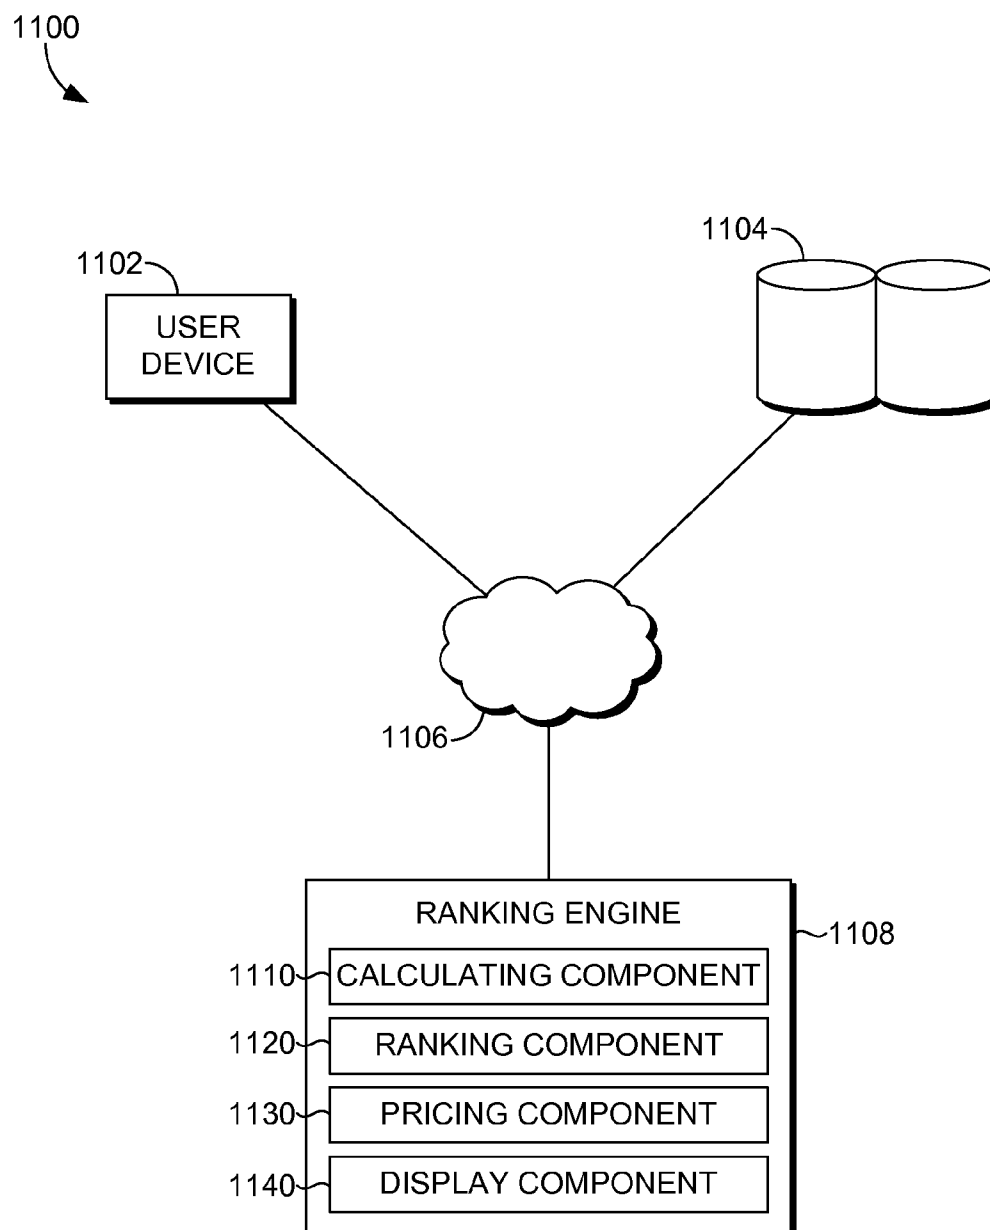 1100
1104
1102
USER
DEVICE
1106
RANKING ENGINE
1108
1110 CALCULATING COMPONENT
1120 RANKING COMPONENT
1130 PRICING COMPONENT
1140 DISPLAY COMPONENT